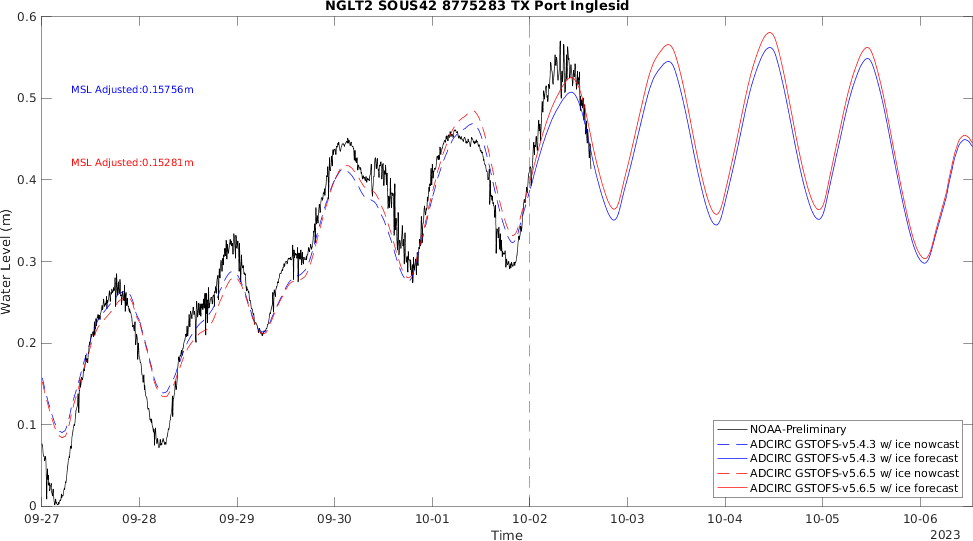 NGLT2 SOUS42 8775283 TX Port Inglesid
0.6
0.5
0.4
0.3
0.2
0.1
0
Water Level (m)
MSL Adjusted:0.15756m
MSL Adjusted:0.15281m
NOAA-Preliminary
ADCIRC GSTOFS-v5.4.3 w/ ice nowcast
ADCIRC GSTOFS-v5.4.3 w/ ice forecast
ADCIRC GSTOFS-v5.6.5 w/ ice nowcast
ADCIRC GSTOFS-v5.6.5 w/ ice forecast
09-27 09-28 09-29 09-30 10-01 10-02 10-03 10-04 10-05 10-06
Time
2023